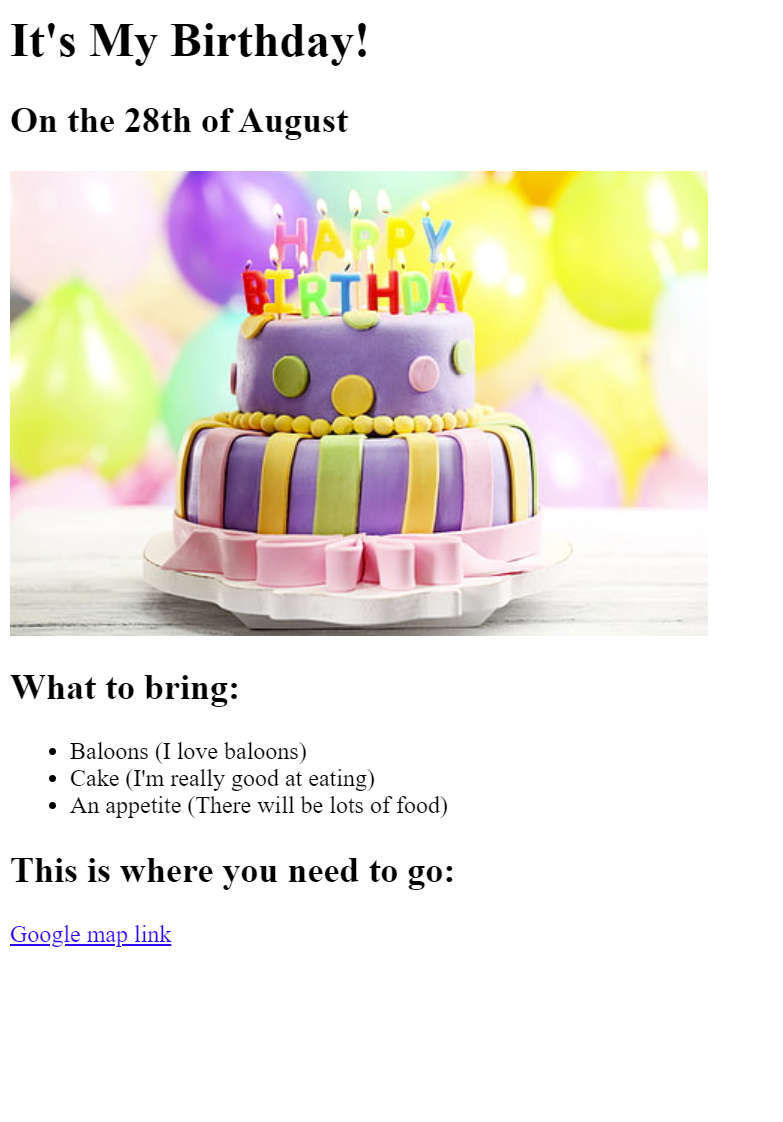 It's My Birthday!
On the 28th of August
HAPPY
BIRTHDAY
What to bring:
Baloons (I love baloons)
Cake (I'm really good at eating)
An appetite (There will be lots of food)
This is where you need to go:
Google map link